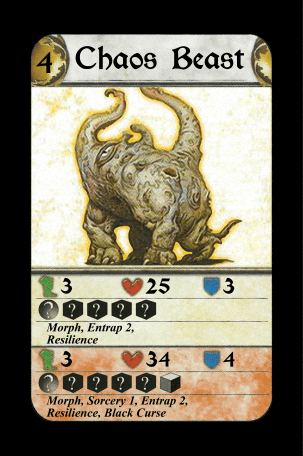 4 Chaos Beast
3 25 3
? ? ? ? ?
Morph, Entrap 2,
Resilience
3 34 4
? ? ? ? ?
Morph, Sorcery 1, Entrap 2,
Resilience, Black Curse